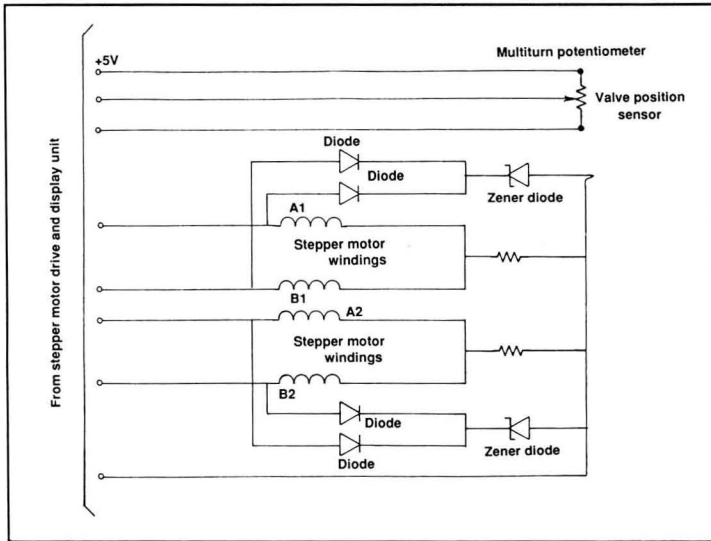 +5V
Multiturn potentiometer
Valve position
sensor
Diode
Diode
Zener diode
A1
Stepper motor
windings
B1
A2
Stepper motor
windings
B2
Diode
Diode
Zener diode
From stepper motor drive and display unit